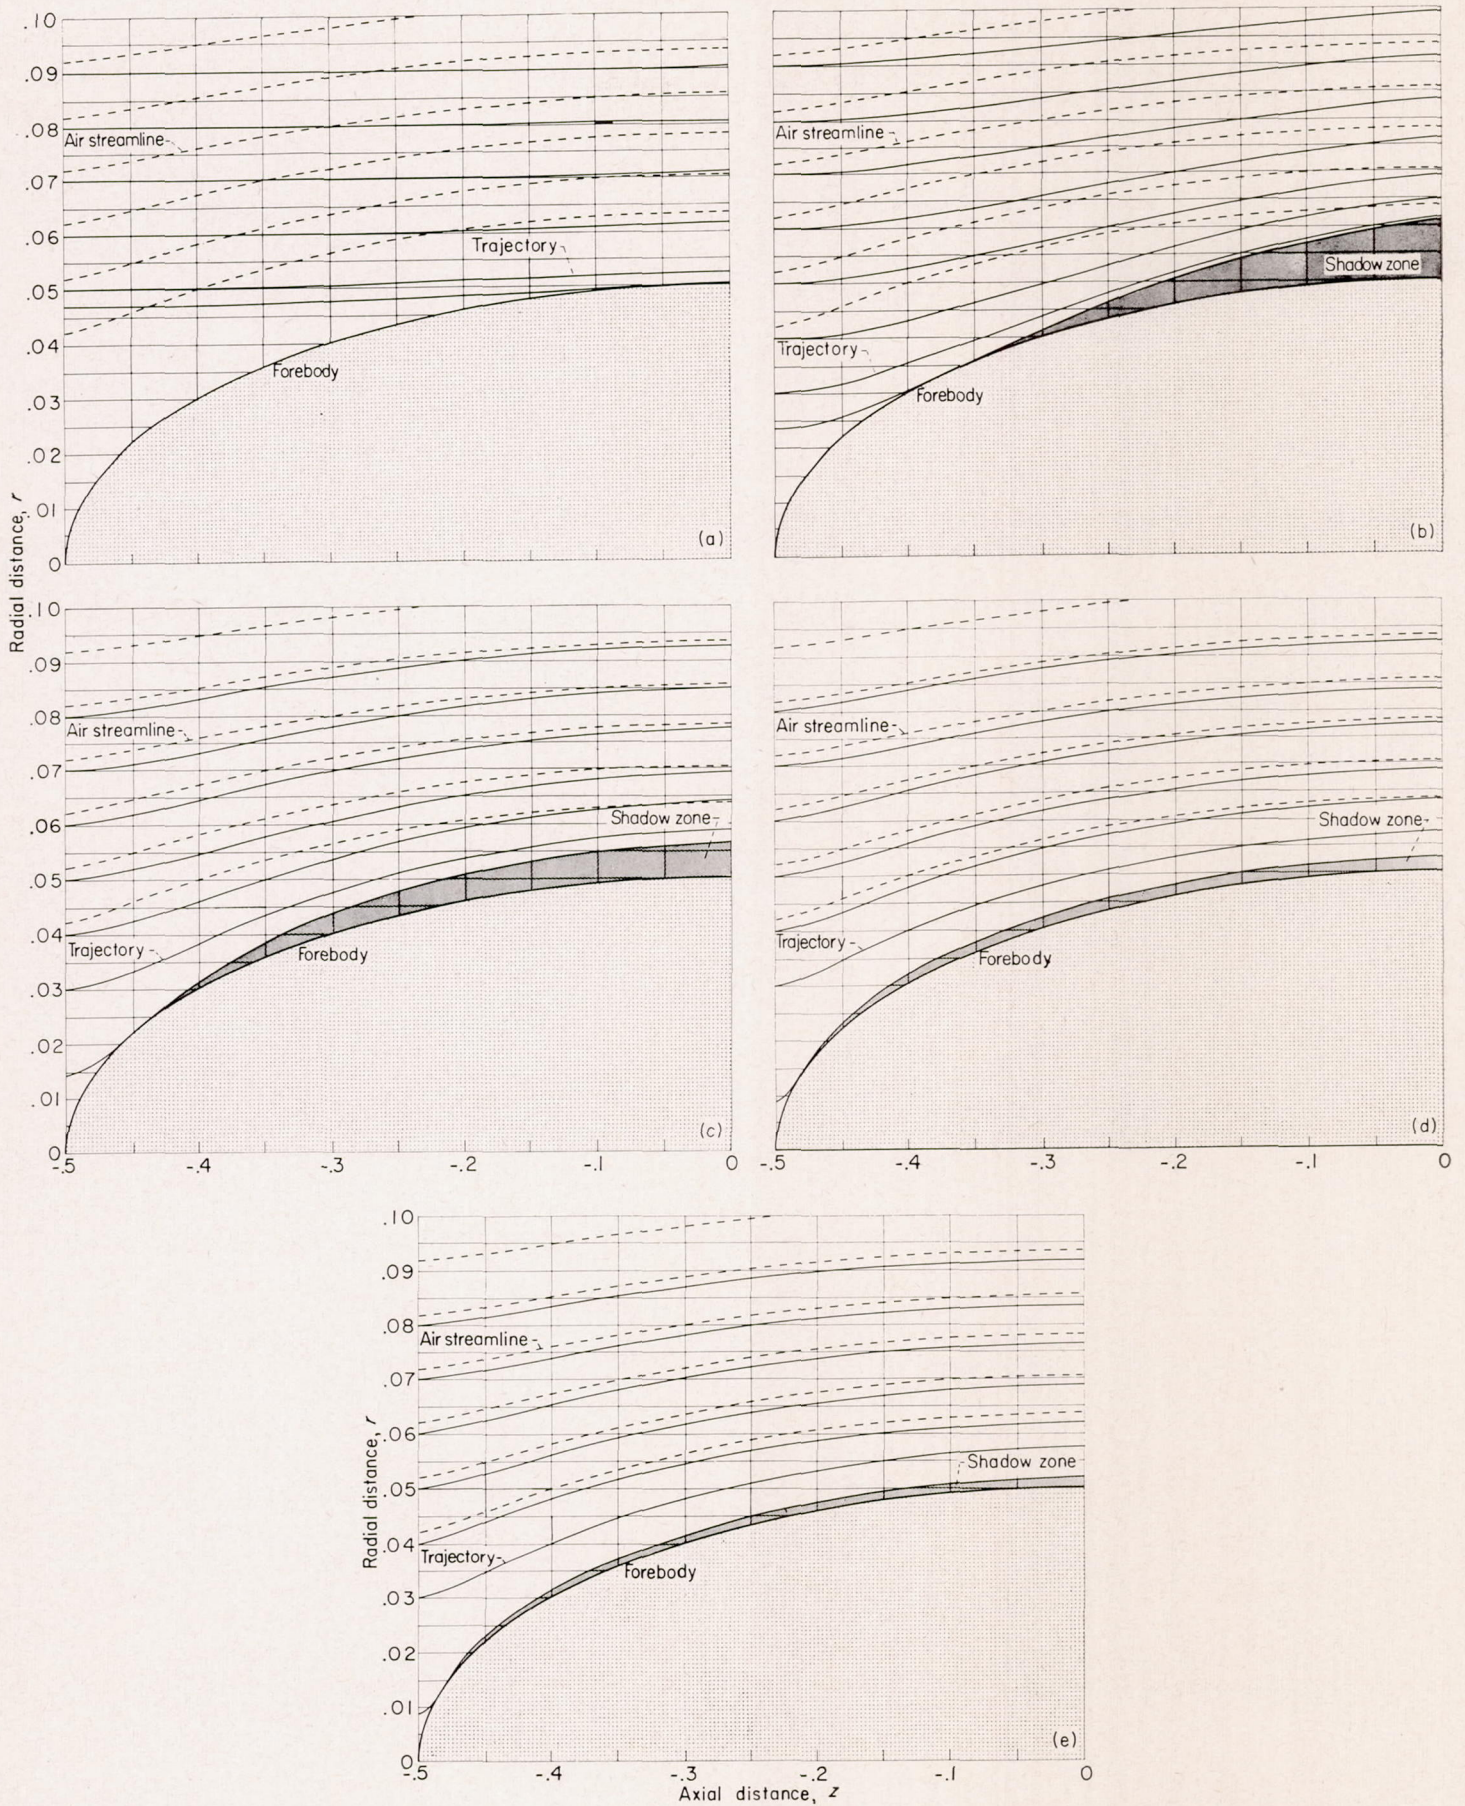 .10
.09
.08
.07
.06
.05
.04
.03
.02
.01
0
Air streamline
Trajectory
Forebody
(a)
Air streamline
Shadow zone
Trajectory
Forebody
(b)
Radial distance, r
.10
.09
.08
.07
.06
.05
.04
.03
.02
.01
0
Air streamline
Shadow zone
Trajectory
Forebody
(c)
-.5
-.4
-.3
-.2
-.1
0
Air streamline
Shadow zone
Trajectory
Forebody
(d)
-.5
-.4
-.3
-.2
-.1
0
Radial distance, r
.10
.09
.08
.07
.06
.05
.04
.03
.02
.01
0
Air streamline
Shadow zone
Trajectory
Forebody
(e)
-.5
-.4
-.3
-.2
-.1
0
Axial distance, z